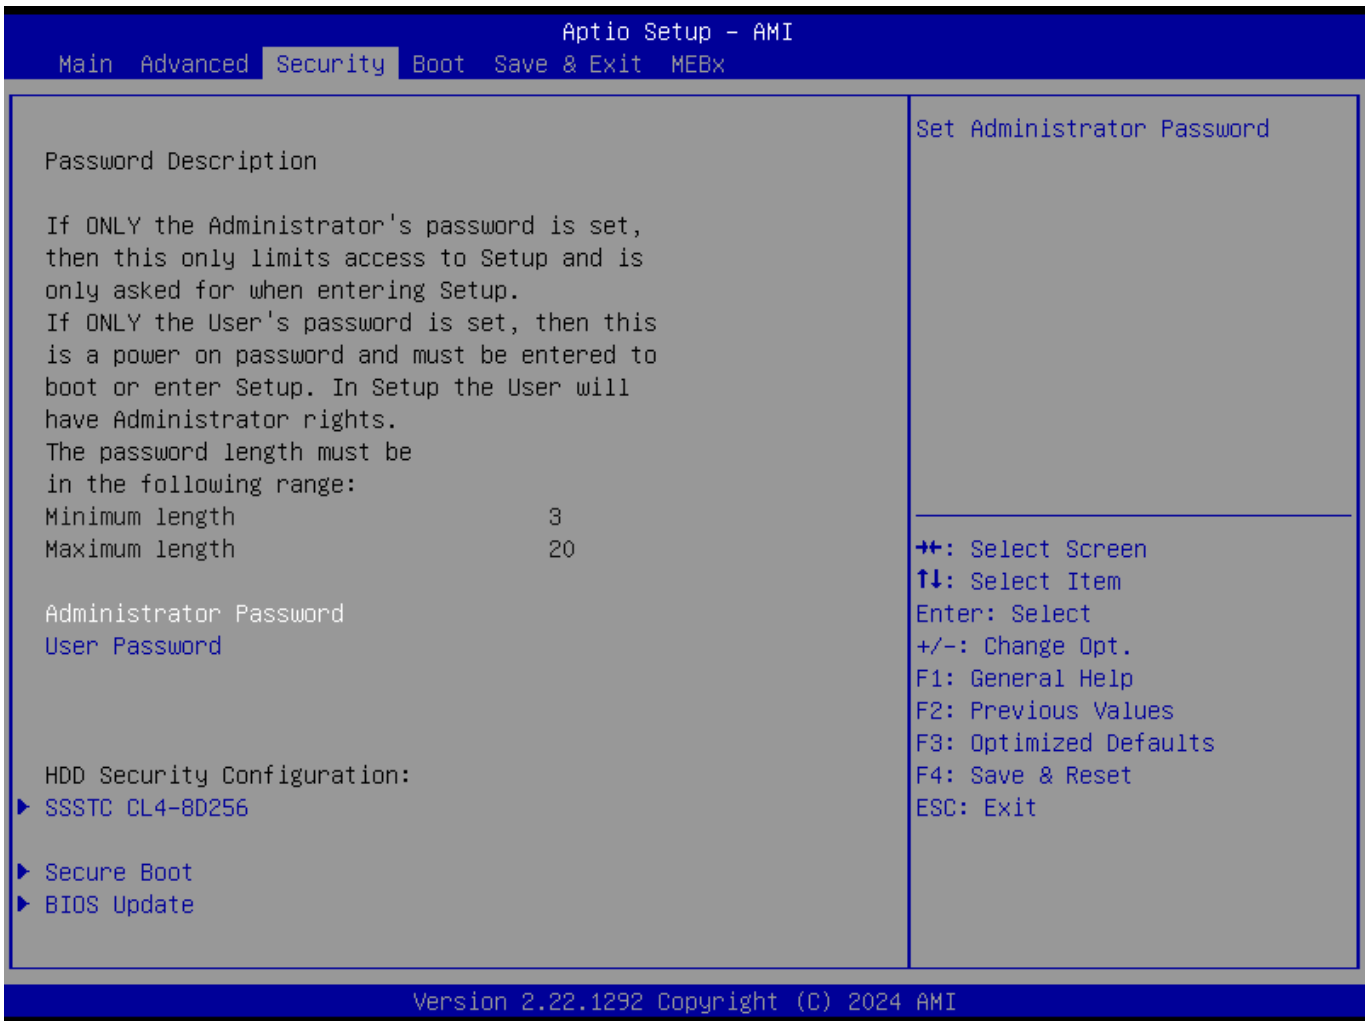 Aptio Setup – AMI
Main Advanced Security Boot Save & Exit MEBx
Set Administrator Password
Password Description
If ONLY the Administrator's password is set,
then this only limits access to Setup and is
only asked for when entering Setup.
If ONLY the User's password is set, then this
is a power on password and must be entered to
boot or enter Setup. In Setup the User will
have Administrator rights.
The password length must be
in the following range:
Minimum length 3
Maximum length 20
Administrator Password
User Password
HDD Security Configuration:
▶ SSSTC CL4-8D256
▶ Secure Boot
▶ BIOS Update
→←: Select Screen
↑↓: Select Item
Enter: Select
+/-: Change Opt.
F1: General Help
F2: Previous Values
F3: Optimized Defaults
F4: Save & Reset
ESC: Exit
Version 2.22.1292 Copyright (C) 2024 AMI